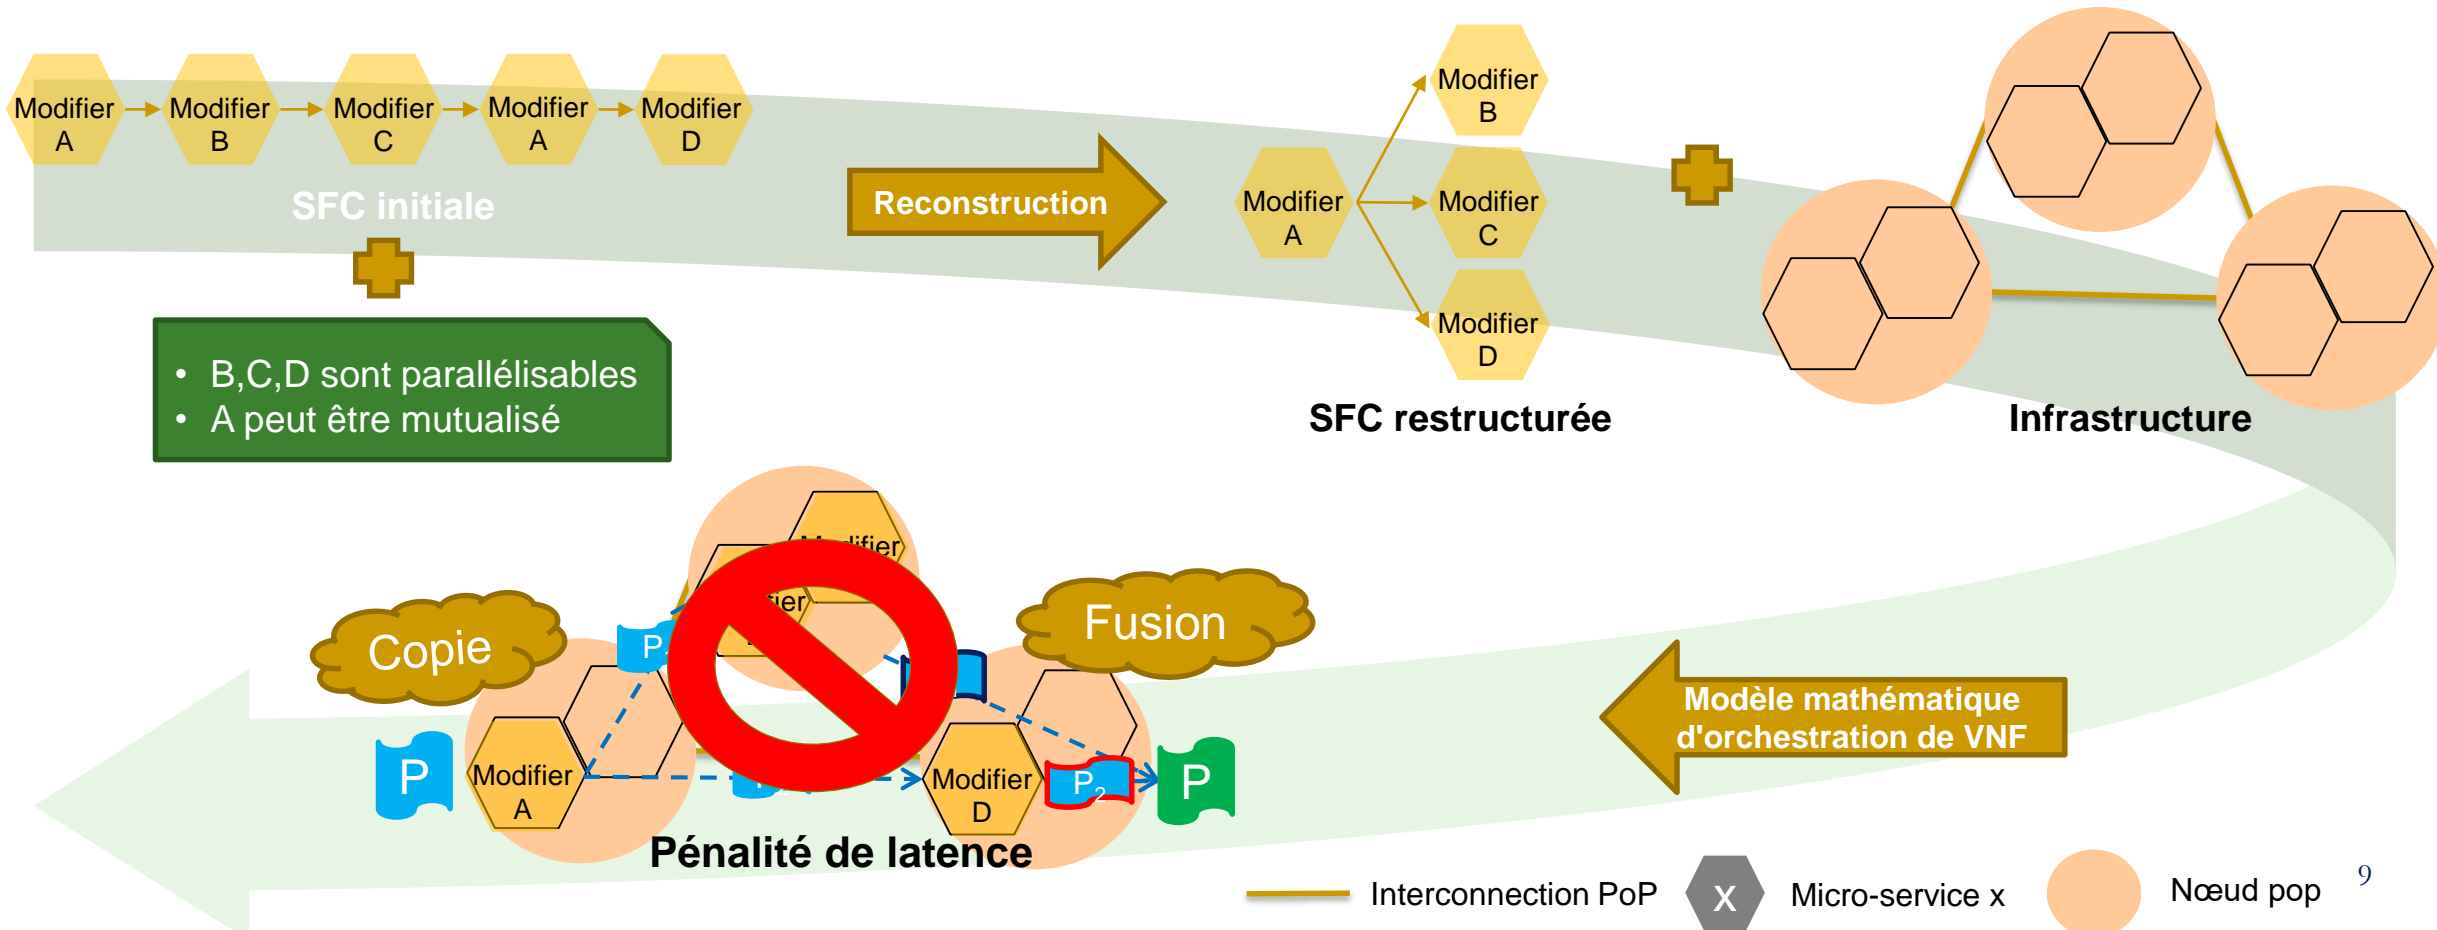 Modifier
A
Modifier
B
Modifier
C
Modifier
A
Modifier
D
SFC initiale
• B,C,D sont parallélisables
• A peut être mutualisé
Reconstruction
Modifier
A
Modifier
B
Modifier
C
Modifier
D
SFC restructurée
Infrastructure
Modèle mathématique
d'orchestration de VNF
Copie
Fusion
P
Modifier
A
P
Modifier
Modifier
D
P2
P
Pénalité de latence
Interconnection PoP
x
Micro-service x
Nœud pop
9